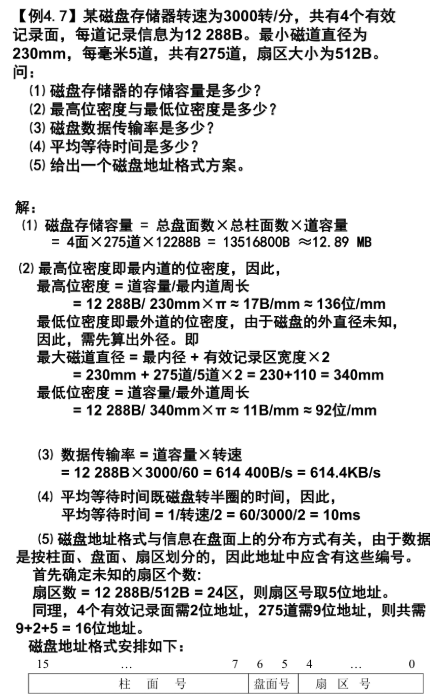 【例4.7】某磁盘存储器转速为3000转/分，共有4个有效
记录面，每道记录信息为12 288B。最小磁道直径为
230mm，每毫米5道，共有275道，扇区大小为512B。
问：
⑴ 磁盘存储器的存储容量是多少？
⑵ 最高位密度与最低位密度是多少？
⑶ 磁盘数据传输率是多少？
⑷ 平均等待时间是多少？
⑸ 给出一个磁盘地址格式方案。
解：
⑴ 磁盘存储容量 = 总盘面数×总柱面数×道容量
= 4面×275道×12288B = 13516800B ≈12.89 MB
⑵ 最高位密度即最内道的位密度，因此，
最高位密度 = 道容量/最内道周长
= 12 288B/ 230mm×π ≈ 17B/mm ≈ 136位/mm
最低位密度即最外道的位密度，由于磁盘的外直径未知，
因此，需先算出外径。即
最大磁道直径 = 最内径 + 有效记录区宽度×2
= 230mm + 275道/5道×2 = 230+110 = 340mm
最低位密度 = 道容量/最外道周长
= 12 288B/ 340mm×π ≈ 11B/mm ≈ 92位/mm
⑶ 数据传输率 = 道容量×转速
= 12 288B×3000/60 = 614 400B/s = 614.4KB/s
⑷ 平均等待时间既磁盘转半圈的时间，因此，
平均等待时间 = 1/转速/2 = 60/3000/2 = 10ms
⑸ 磁盘地址格式与信息在盘面上的分布方式有关，由于数据
是按柱面、盘面、扇区划分的，因此地址中应含有这些编号。
首先确定未知的扇区个数:
扇区数 = 12 288B/512B = 24区，则扇区号取5位地址。
同理，4个有效记录面需2位地址，275道需9位地址，则共需
9+2+5 = 16位地址。
磁盘地址格式安排如下：
15 … 7 6 5 4 … 0
柱 面 号 盘面号 扇 区 号